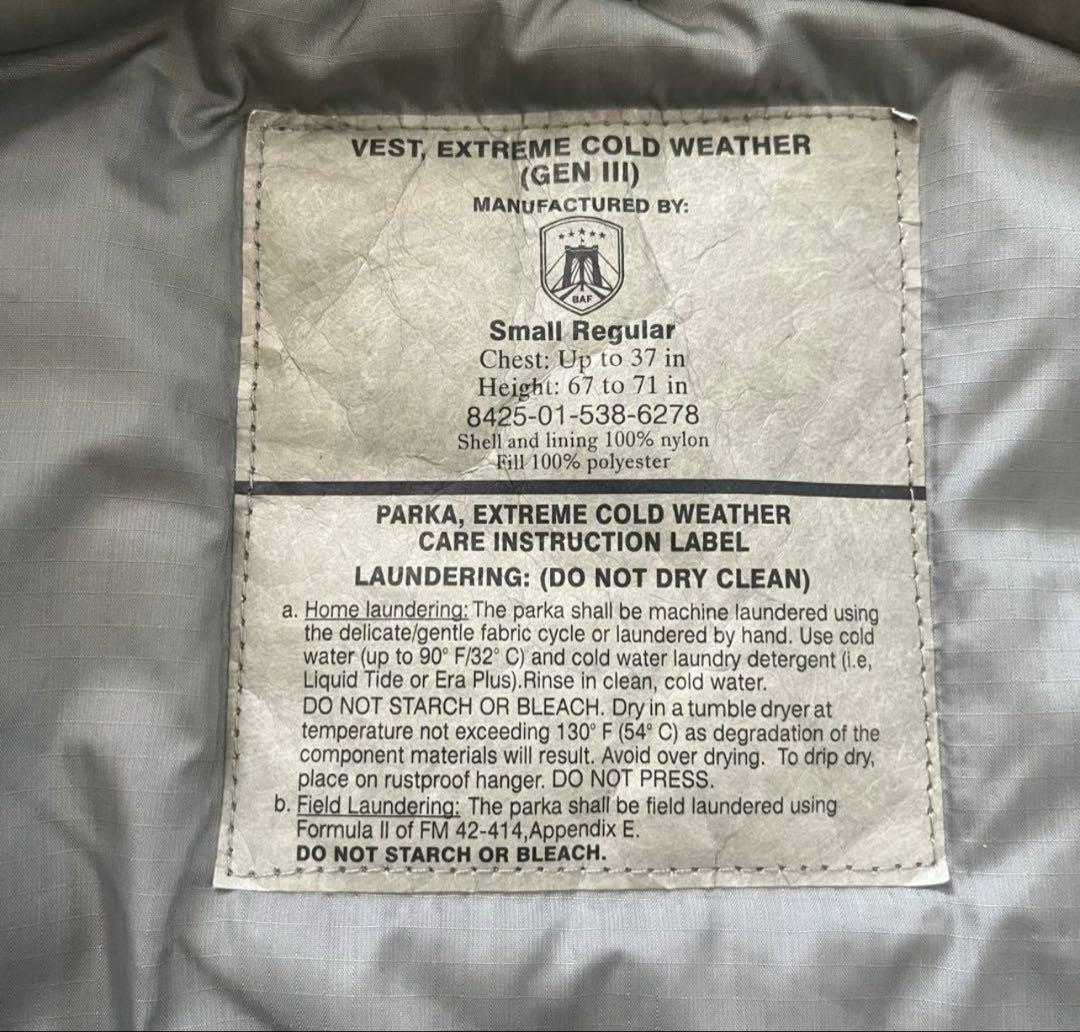 VEST, EXTREME COLD WEATHER
(GEN III)
MANUFACTURED BY:
BAF
Small Regular
Chest: Up to 37 in
Height: 67 to 71 in
8425-01-538-6278
Shell and lining 100% nylon
Fill 100% polyester
PARKA, EXTREME COLD WEATHER
CARE INSTRUCTION LABEL
LAUNDERING: (DO NOT DRY CLEAN)
a. Home laundering: The parka shall be machine laundered using
the delicate/gentle fabric cycle or laundered by hand. Use cold
water (up to 90° F/32° C) and cold water laundry detergent (i.e,
Liquid Tide or Era Plus).Rinse in clean, cold water.
DO NOT STARCH OR BLEACH. Dry in a tumble dryer at
temperature not exceeding 130° F (54° C) as degradation of the
component materials will result. Avoid over drying. To drip dry,
place on rustproof hanger. DO NOT PRESS.
b. Field Laundering: The parka shall be field laundered using
Formula II of FM 42-414,Appendix E.
DO NOT STARCH OR BLEACH.